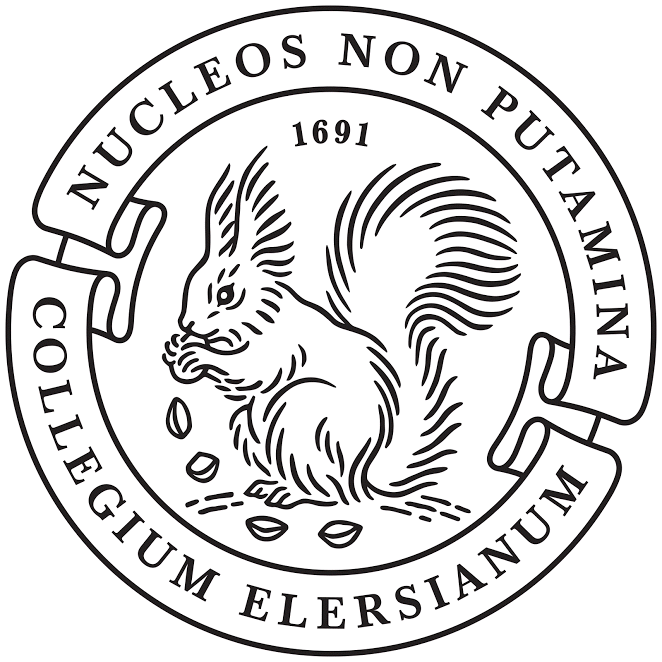 NUCLEOS NON PUTAMINA
1691
COLLEGIUM ELERSIANUM